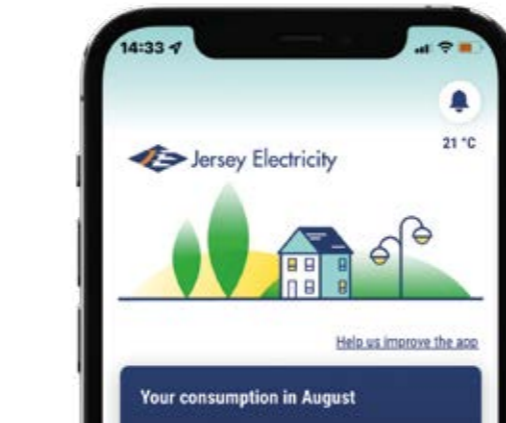 14:33
21 °C
Jersey Electricity
Help us improve the app
Your consumption in August